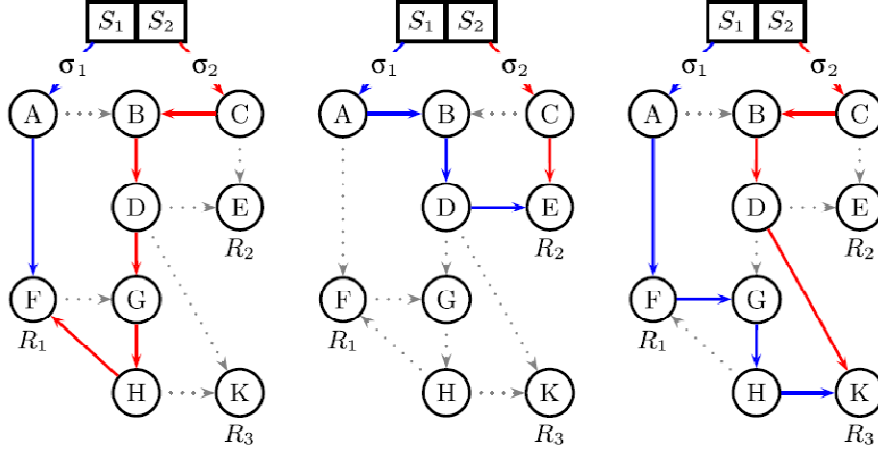 S₁ S₂ S₁ S₂ S₁ S₂
σ₁ σ₂ σ₁ σ₂ σ₁ σ₂
A B C A B C A B C
D E D E D E
R₂ R₂ R₂
F G F G F G
R₁ R₁ R₁
H K H K H K
R₃ R₃ R₃